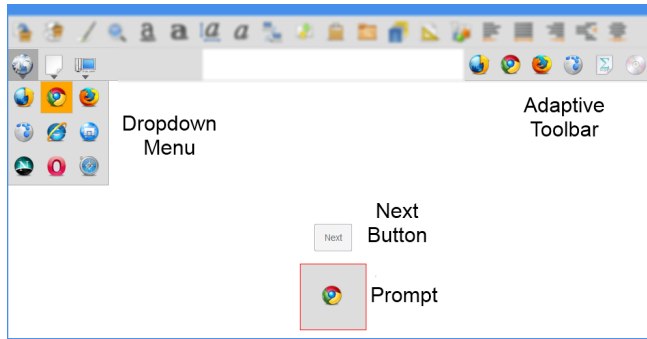 a a a a
Σ
Adaptive
Toolbar
Dropdown
Menu
Next
Button
Next
Prompt